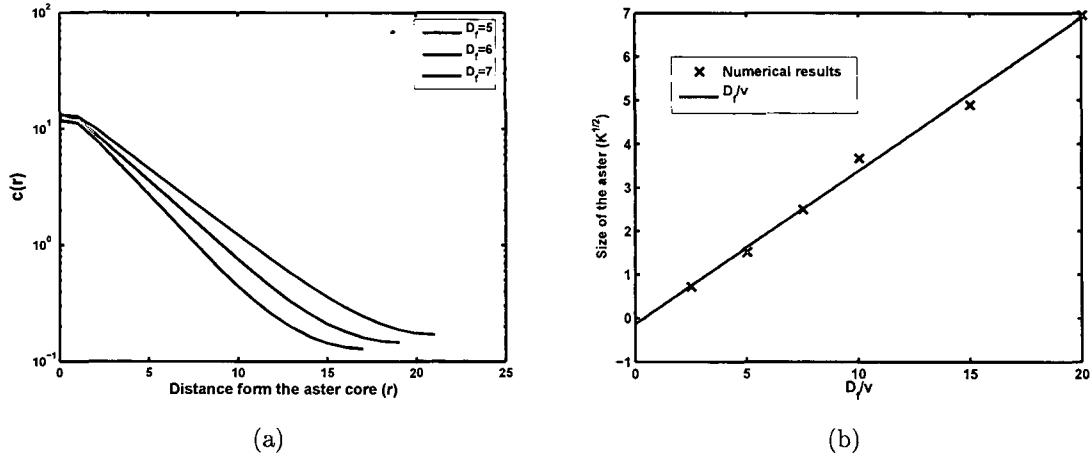 10²
10¹
10⁰
10⁻¹
c(r)
D_f=5
D_f=6
D_f=7
0 5 10 15 20 25
Distance form the aster core (r)
(a)
7
6
5
4
3
2
1
0
−1
Size of the aster (K^1/2)
Numerical results
D_f/v
0 5 10 15 20
D_f/v
(b)